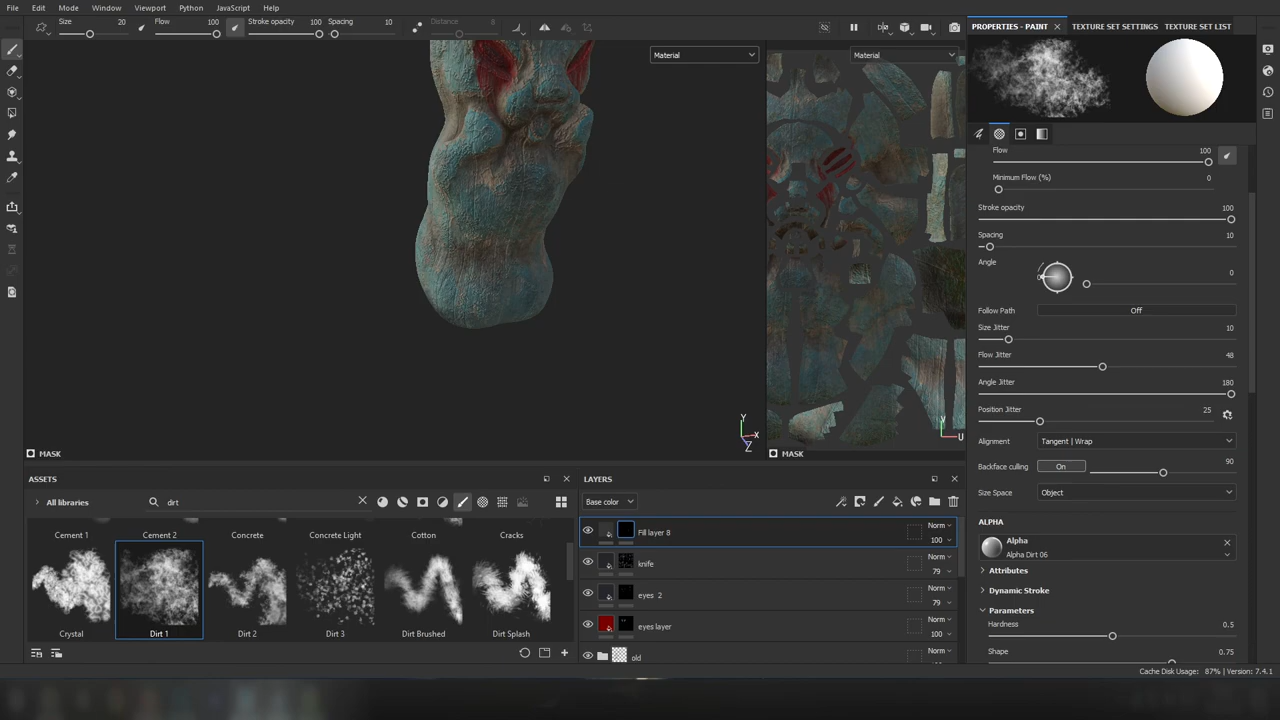 File Edit Mode Window Viewport Python JavaScript Help
Size 20 Flow 100 Stroke opacity 100 Spacing 10 Distance 8
PROPERTIES - PAINT TEXTURE SET SETTINGS TEXTURE SET LIST
Material
Material
Flow 100
Minimum Flow (%) 0
Stroke opacity 100
Spacing 10
Angle 0
Follow Path Off
Size Jitter 10
Flow Jitter 48
Angle Jitter 180
Position Jitter 25
Alignment Tangent | Wrap
Backface culling On 90
Size Space Object
ALPHA
Alpha
Alpha Dirt 06
Attributes
Dynamic Stroke
Parameters
Hardness 0.5
Shape 0.75
Y
X
Z
V
U
MASK
MASK
ASSETS
All libraries dirt
Cement 1 Cement 2 Concrete Concrete Light Cotton Cracks
Crystal Dirt 1 Dirt 2 Dirt 3 Dirt Brushed Dirt Splash
LAYERS
Base color
Fill layer 8 Norm 100
knife Norm 79
eyes 2 Norm 79
eyes layer Norm 100
old Norm
Cache Disk Usage: 87% | Version: 7.4.1